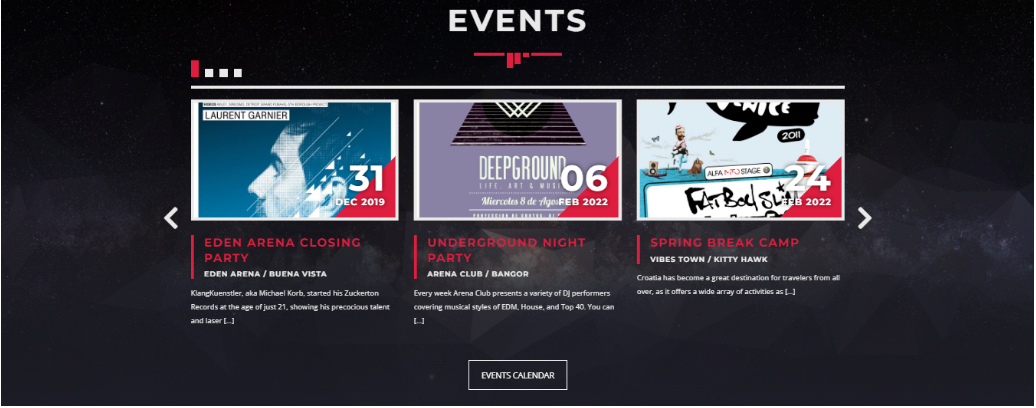 EVENTS
LAURENT GARNIER
31
DEC 2019
DEEPGROUND
LIFE, ART & MUSI
Miercoles 8 de Agos
06
FEB 2022
2011
ALFA INTO STAGE
FATBOY SLIM
24
FEB 2022
EDEN ARENA CLOSING
PARTY
EDEN ARENA / BUENA VISTA
KlangKuenstler, aka Michael Korb, started his Zuckerton
Records at the age of just 21, showing his precocious talent
and laser [...]
UNDERGROUND NIGHT
PARTY
ARENA CLUB / BANGOR
Every week Arena Club presents a variety of DJ performers
covering musical styles of EDM, House, and Top 40. You can
[...]
SPRING BREAK CAMP
VIBES TOWN / KITTY HAWK
Croatia has become a great destination for travelers from all
over, as it offers a wide array of activities as [...]
EVENTS CALENDAR